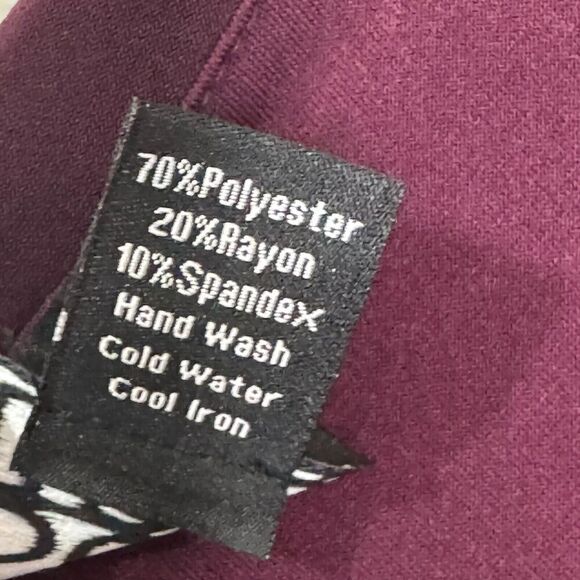 70%Polyester
20%Rayon
10%Spandex
Hand Wash
Cold Water
Cool Iron